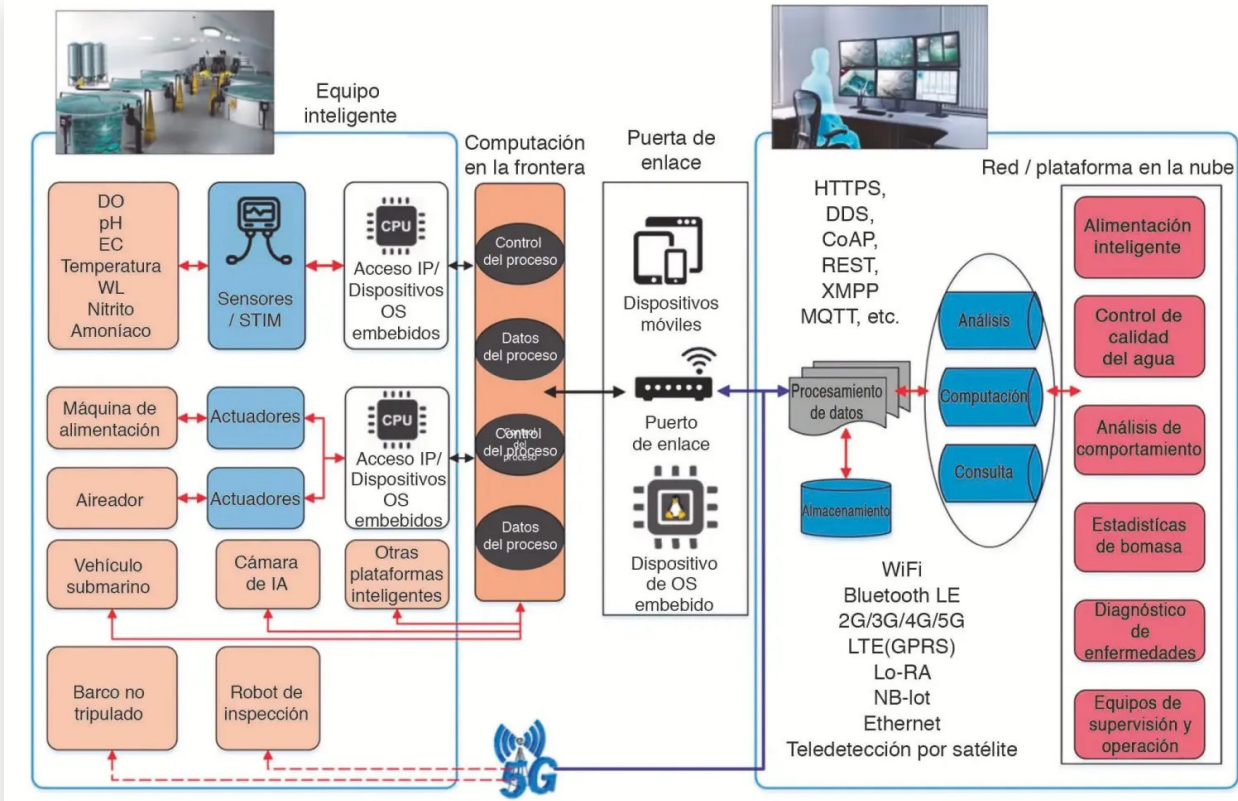 Equipo
inteligente
Computación
en la frontera
Puerta de
enlace
Red / plataforma en la nube
DO
pH
EC
Temperatura
WL
Nitrito
Amoníaco
Sensores
/ STIM
CPU
Acceso IP/
Dispositivos
OS
embebidos
Máquina de
alimentación
Actuadores
Aireador
Actuadores
CPU
Acceso IP/
Dispositivos
OS
embebidos
Vehículo
submarino
Cámara
de IA
Otras
plataformas
inteligentes
Barco no
tripulado
Robot de
inspección
5G
Control
del proceso
Datos
del proceso
Control
del proceso
Control
del
proceso
Datos
del proceso
Dispositivos
móviles
Puerto
de enlace
Dispositivo
de OS
embebido
HTTPS,
DDS,
CoAP,
REST,
XMPP
MQTT, etc.
Procesamiento
de datos
Almacenamiento
Análisis
Computación
Consulta
WiFi
Bluetooth LE
2G/3G/4G/5G
LTE(GPRS)
Lo-RA
NB-lot
Ethernet
Teledetección por satélite
Alimentación
inteligente
Control de
calidad
del agua
Análisis de
comportamiento
Estadistícas
de bomasa
Diagnóstico
de
enfermedades
Equipos de
supervisión y
operación